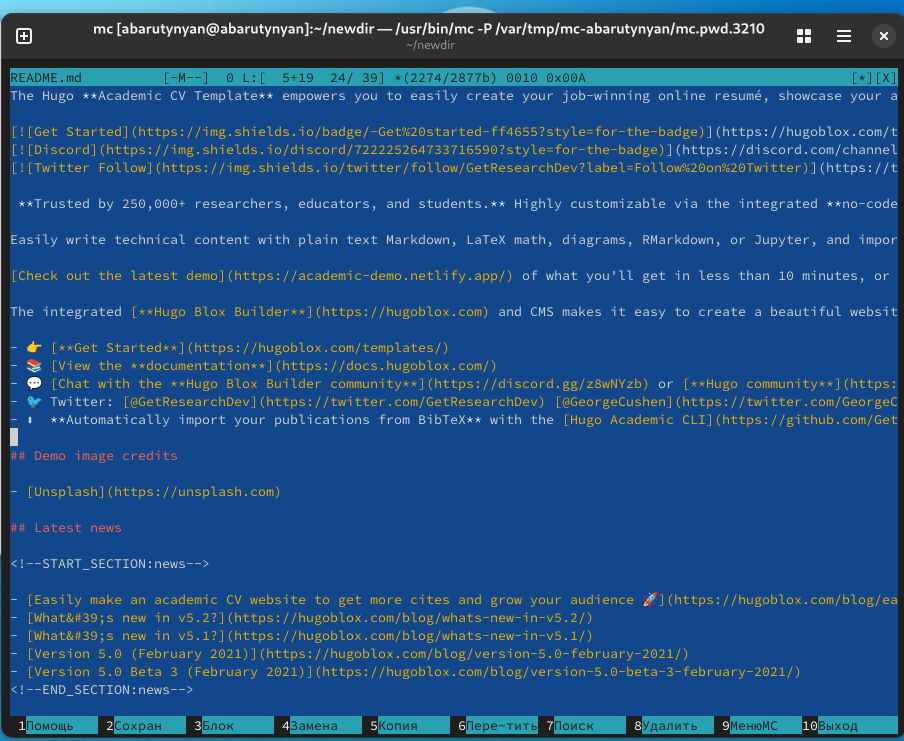 mc [abarutynyan@abarutynyan]:~/newdir — /usr/bin/mc -P /var/tmp/mc-abarutynyan/mc.pwd.3210
~/newdir
README.md [-M--] 0 L:[ 5+19 24/ 39] *(2274/2877b) 0010 0x00A [*][X]
The Hugo **Academic CV Template** empowers you to easily create your job-winning online resumé, showcase your a
[![Get Started](https://img.shields.io/badge/-Get%20started-ff4655?style=for-the-badge)](https://hugoblox.com/t
[![Discord](https://img.shields.io/discord/722225264733716590?style=for-the-badge)](https://discord.com/channel
[![Twitter Follow](https://img.shields.io/twitter/follow/GetResearchDev?label=Follow%20on%20Twitter)](https://t
**Trusted by 250,000+ researchers, educators, and students.** Highly customizable via the integrated **no-code
Easily write technical content with plain text Markdown, LaTeX math, diagrams, RMarkdown, or Jupyter, and impor
[Check out the latest demo](https://academic-demo.netlify.app/) of what you'll get in less than 10 minutes, or
The integrated [**Hugo Blox Builder**](https://hugoblox.com) and CMS makes it easy to create a beautiful websit
- 👉 [**Get Started**](https://hugoblox.com/templates/)
- 📚 [View the **documentation**](https://docs.hugoblox.com/)
- 💬 [Chat with the **Hugo Blox Builder community**](https://discord.gg/z8wNYzb) or [**Hugo community**](https:
- 🐦 Twitter: [@GetResearchDev](https://twitter.com/GetResearchDev) [@GeorgeCushen](https://twitter.com/GeorgeC
- ⬇ **Automatically import your publications from BibTeX** with the [Hugo Academic CLI](https://github.com/Get
## Demo image credits
- [Unsplash](https://unsplash.com)
## Latest news
<!--START_SECTION:news-->
- [Easily make an academic CV website to get more cites and grow your audience 🚀](https://hugoblox.com/blog/ea
- [What&#39;s new in v5.2?](https://hugoblox.com/blog/whats-new-in-v5.2/)
- [What&#39;s new in v5.1?](https://hugoblox.com/blog/whats-new-in-v5.1/)
- [Version 5.0 (February 2021)](https://hugoblox.com/blog/version-5.0-february-2021/)
- [Version 5.0 Beta 3 (February 2021)](https://hugoblox.com/blog/version-5.0-beta-3-february-2021/)
<!--END_SECTION:news-->
1Помощь 2Сохран 3Блок 4Замена 5Копия 6Пере~тить 7Поиск 8Удалить 9МенюMC 10Выход